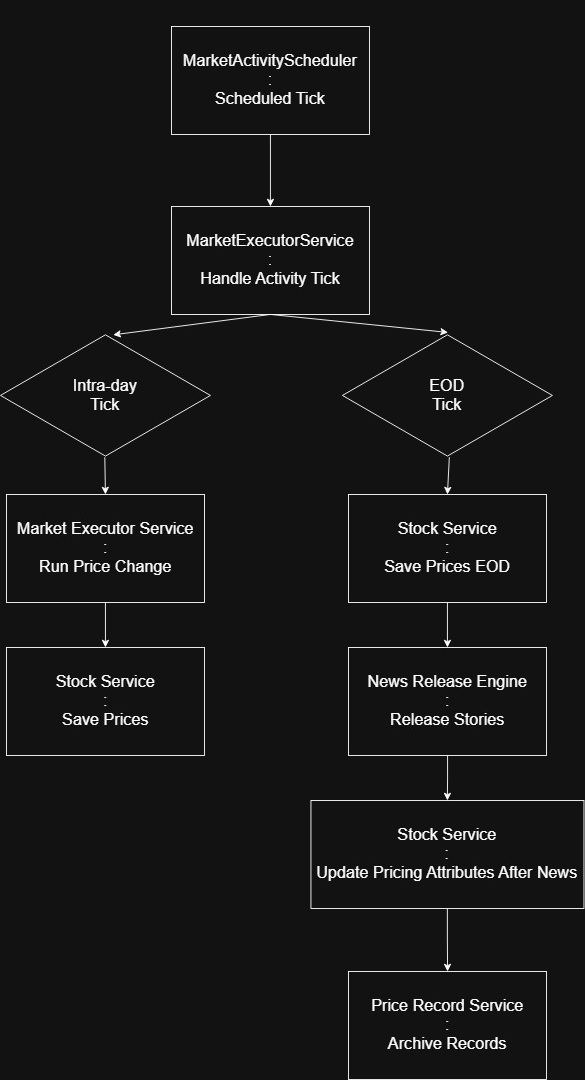 MarketActivityScheduler
:
Scheduled Tick
MarketExecutorService
:
Handle Activity Tick
Intra-day
Tick
EOD
Tick
Market Executor Service
:
Run Price Change
Stock Service
:
Save Prices EOD
Stock Service
:
Save Prices
News Release Engine
:
Release Stories
Stock Service
:
Update Pricing Attributes After News
Price Record Service
:
Archive Records